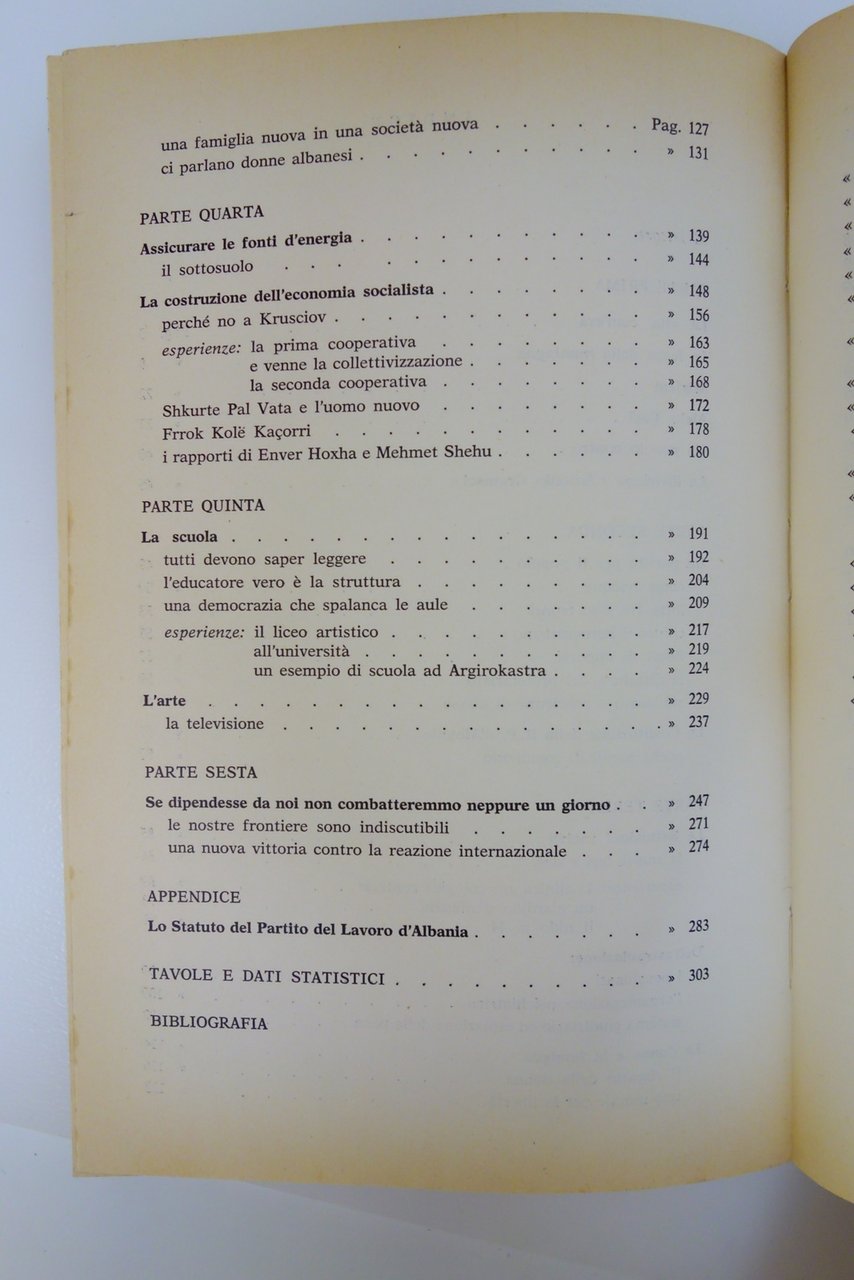 una famiglia nuova in una società nuova . . . . . . Pag. 127
ci parlano donne albanesi . . . . . . . . . . . » 131
PARTE QUARTA
Assicurare le fonti d'energia . . . . . . . . . . . » 139
il sottosuolo . . . . . . . . . . . . . » 144
La costruzione dell'economia socialista . . . . . . . . » 148
perché no a Krusciov . . . . . . . . . . . . » 156
esperienze: la prima cooperativa . . . . . . . . » 163
e venne la collettivizzazione . . . . . . . » 165
la seconda cooperativa . . . . . . . . » 168
Shkurte Pal Vata e l'uomo nuovo . . . . . . . . » 172
Frrok Kolë Kaçorri . . . . . . . . . . . . » 178
i rapporti di Enver Hoxha e Mehmet Shehu . . . . . . » 180
PARTE QUINTA
La scuola . . . . . . . . . . . . . . . . » 191
tutti devono saper leggere . . . . . . . . . . » 192
l'educatore vero è la struttura . . . . . . . . . » 204
una democrazia che spalanca le aule . . . . . . . » 209
esperienze: il liceo artistico . . . . . . . . . . » 217
all'università . . . . . . . . . . . » 219
un esempio di scuola ad Argirokastra . . . . » 224
L'arte . . . . . . . . . . . . . . . . . » 229
la televisione . . . . . . . . . . . . . . . » 237
PARTE SESTA
Se dipendesse da noi non combatteremmo neppure un giorno . . » 247
le nostre frontiere sono indiscutibili . . . . . . . » 271
una nuova vittoria contro la reazione internazionale . . . » 274
APPENDICE
Lo Statuto del Partito del Lavoro d'Albania . . . . . . . » 283
TAVOLE E DATI STATISTICI . . . . . . . . . . » 303
BIBLIOGRAFIA